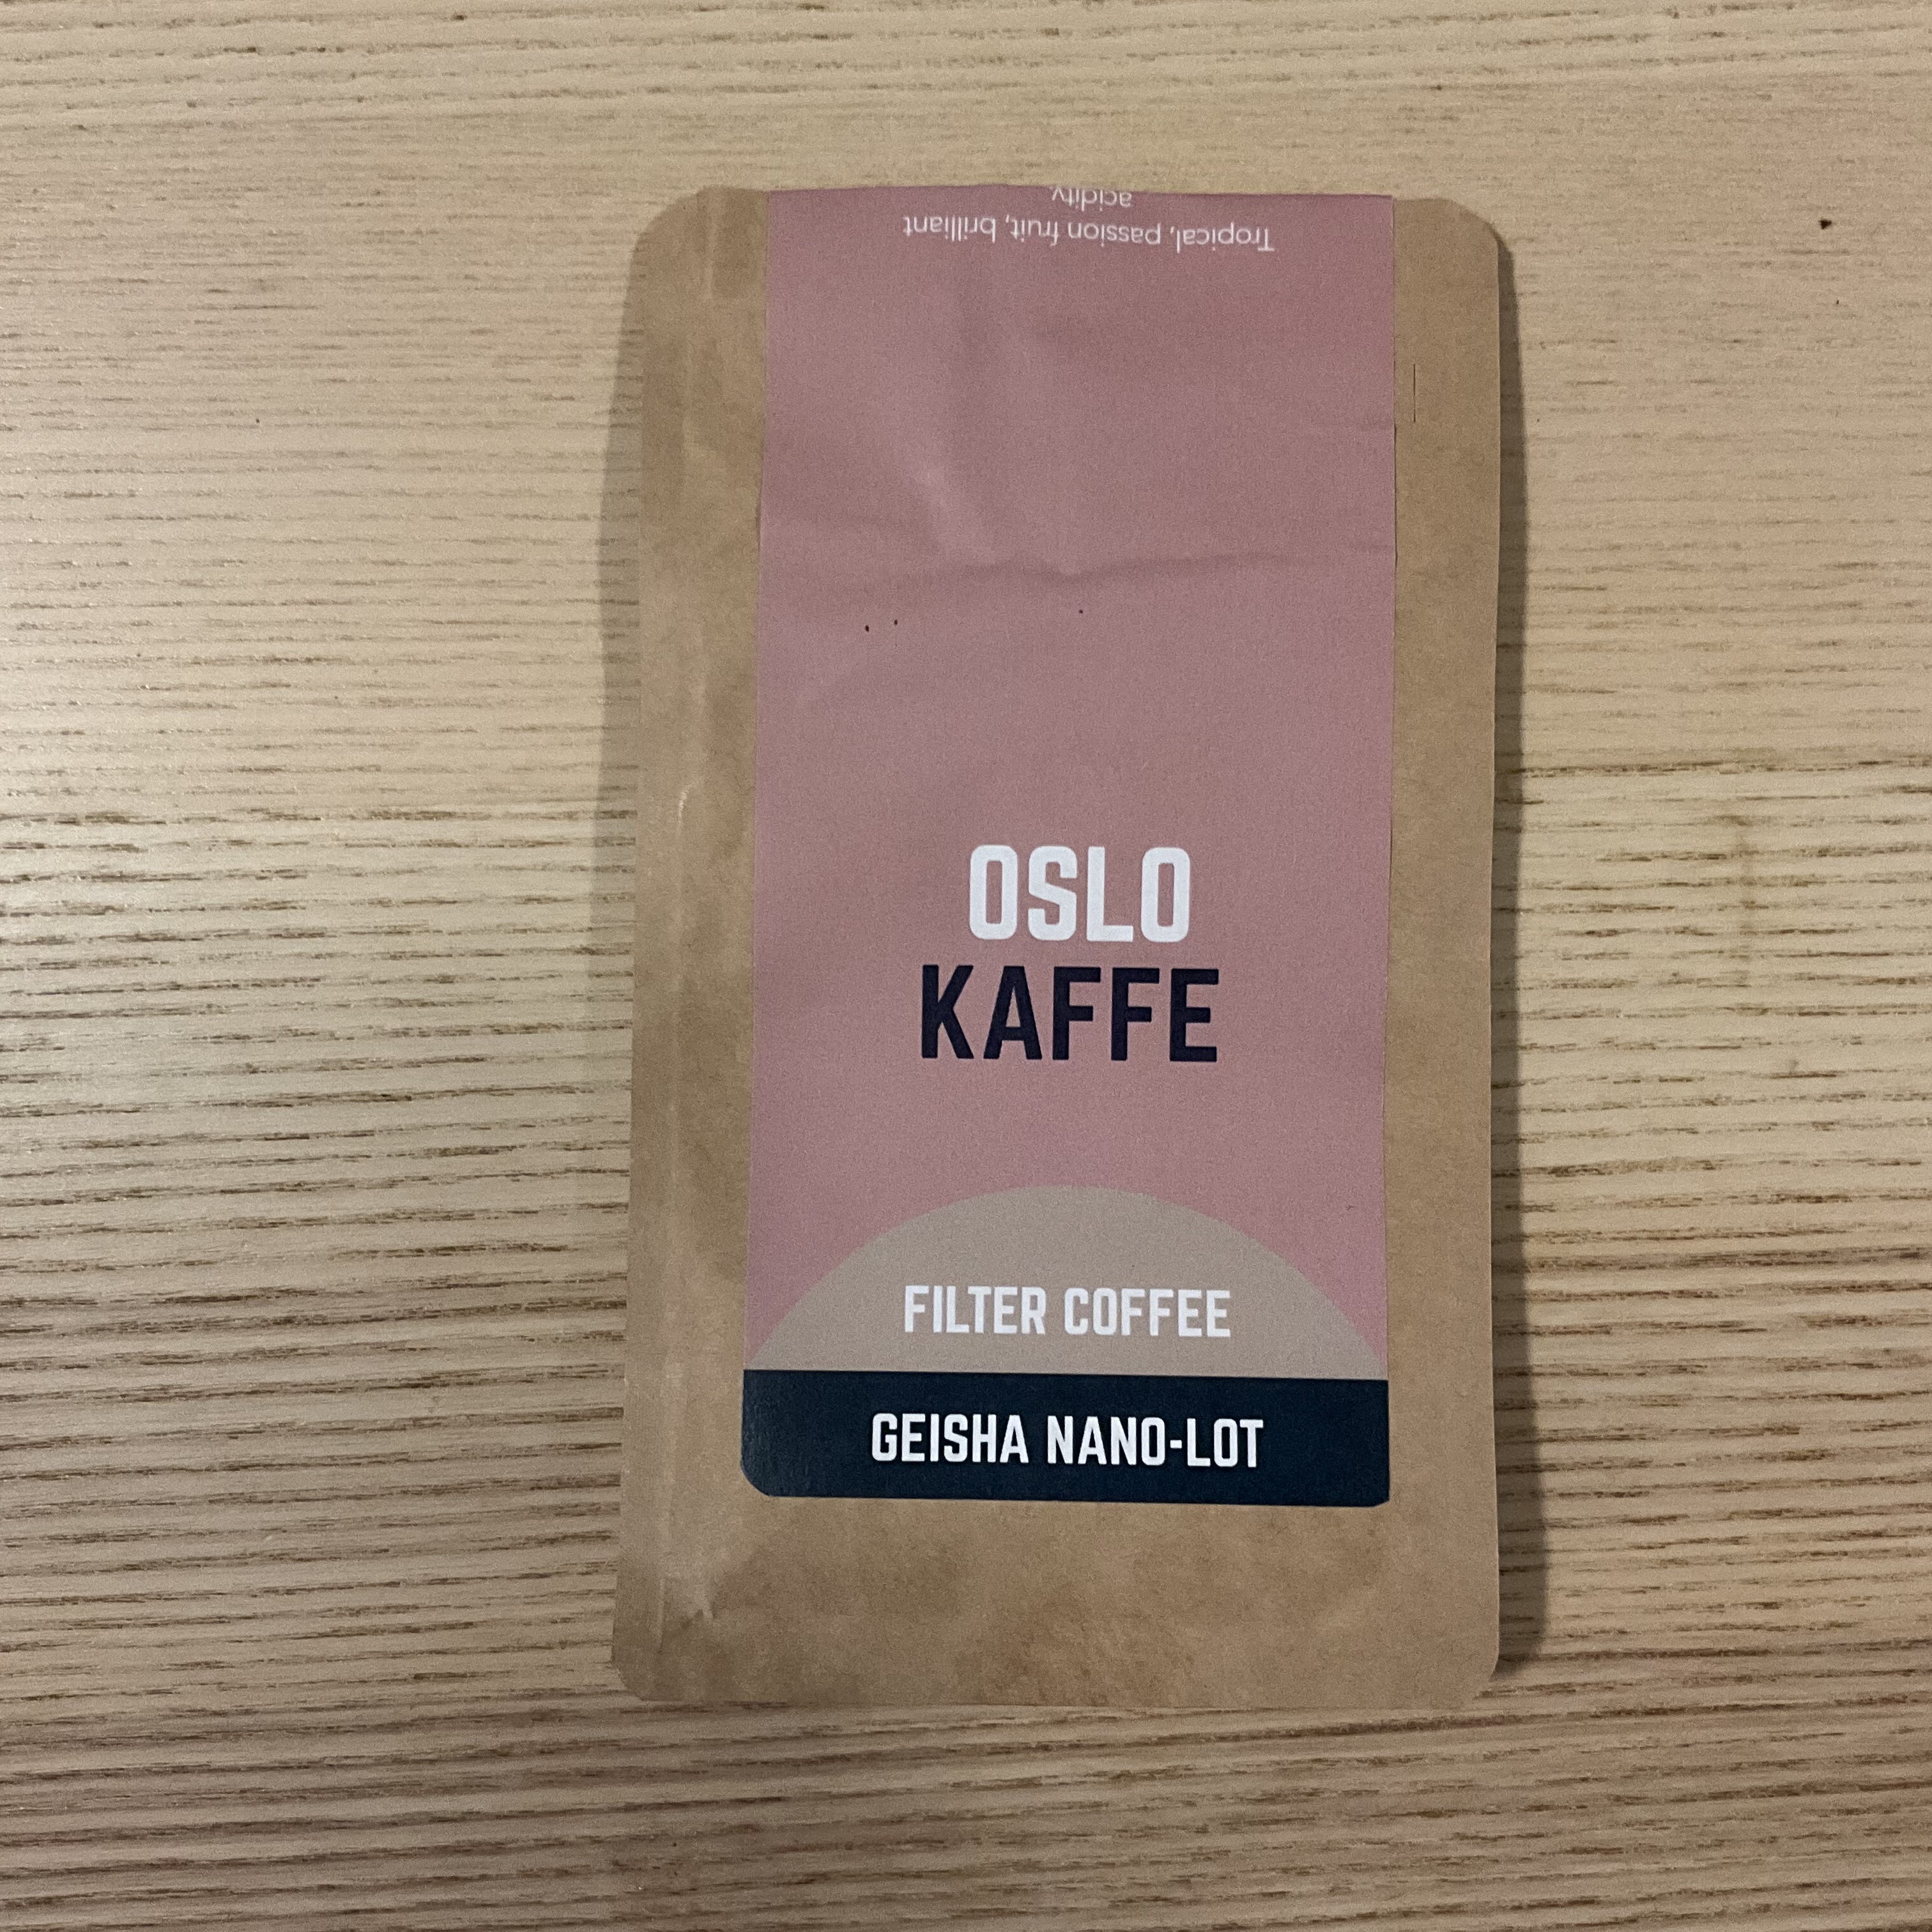 Tropical, passion fruit, brilliant
acidity.
OSLO
KAFFE
FILTER COFFEE
GEISHA NANO-LOT